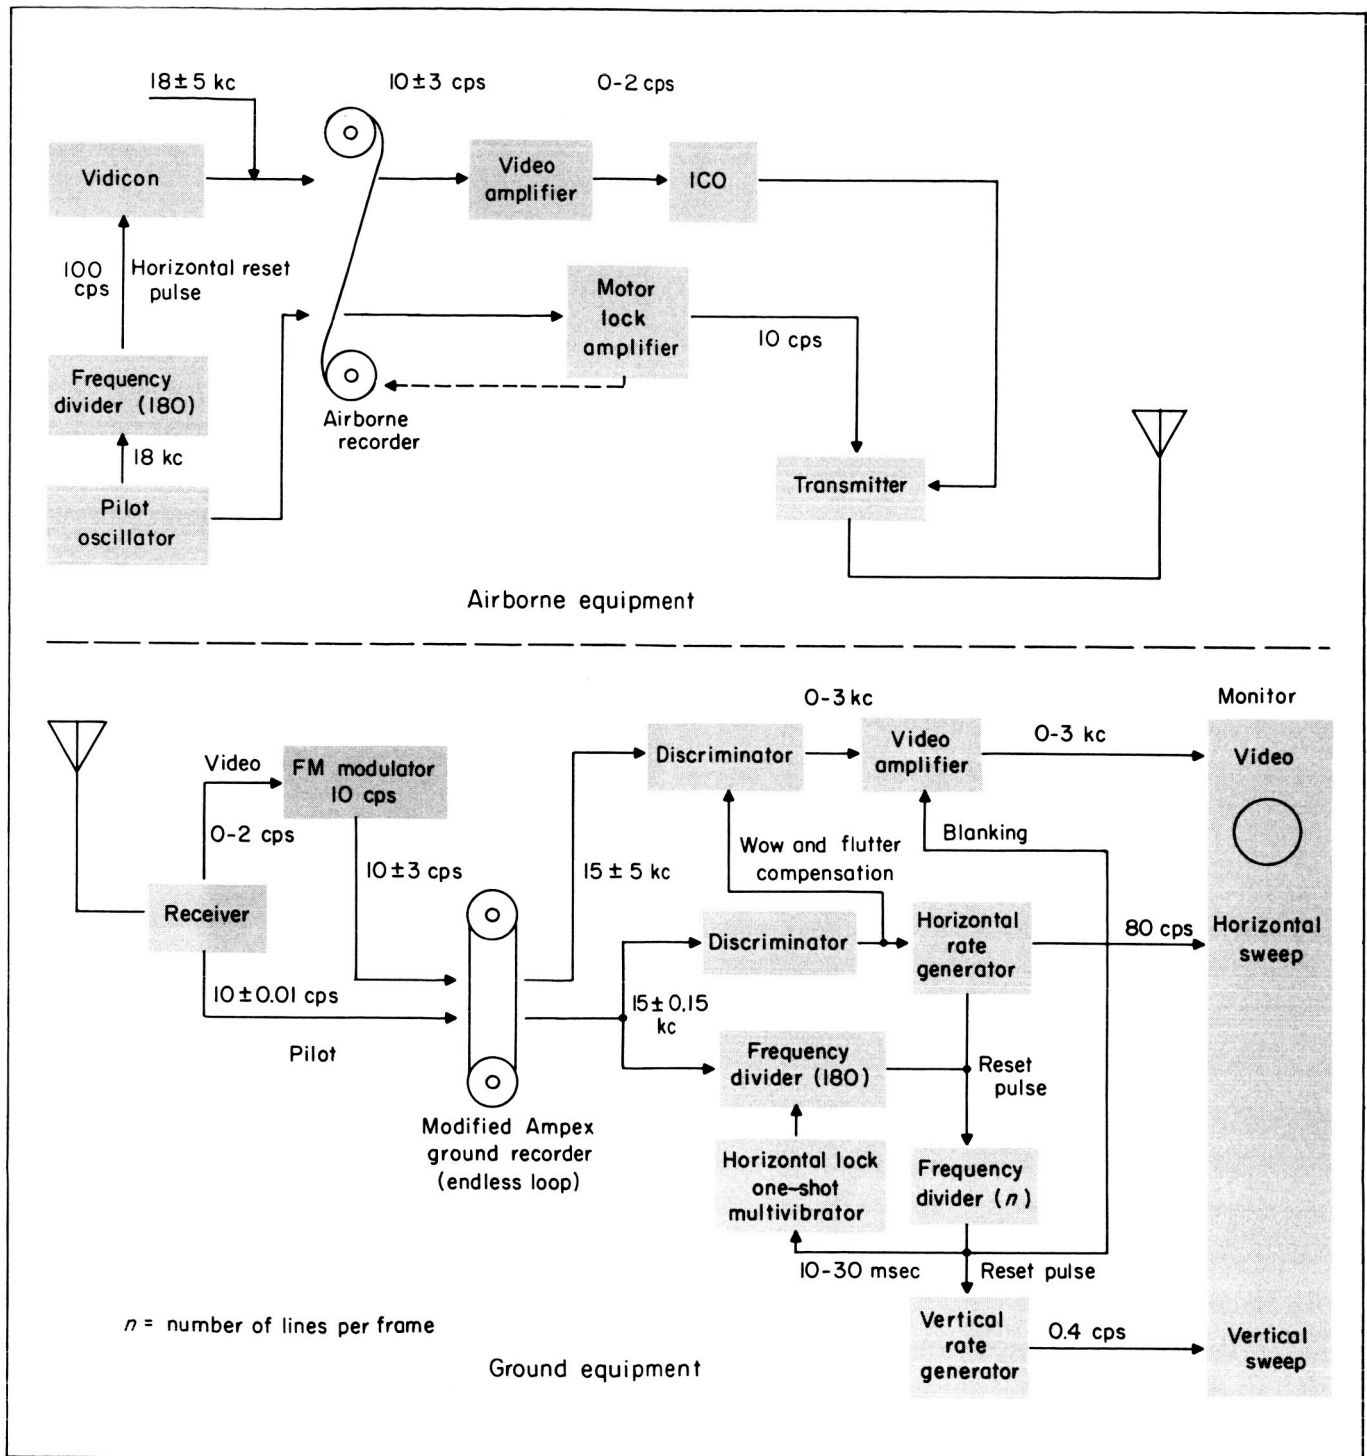 18 ± 5 kc
10 ± 3 cps
0-2 cps
Vidicon
Video
amplifier
ICO
100
cps
Horizontal reset
pulse
Motor
lock
amplifier
10 cps
Frequency
divider (180)
Airborne
recorder
18 kc
Pilot
oscillator
Transmitter
Airborne equipment
0-3 kc
Monitor
Video
FM modulator
10 cps
Discriminator
Video
amplifier
0-3 kc
Video
0-2 cps
Wow and flutter
compensation
Blanking
10 ± 3 cps
15 ± 5 kc
Receiver
Discriminator
Horizontal
rate
generator
80 cps
Horizontal
sweep
10 ± 0.01 cps
15 ± 0.15
kc
Pilot
Frequency
divider (180)
Reset
pulse
Modified Ampex
ground recorder
(endless loop)
Horizontal lock
one-shot
multivibrator
Frequency
divider (n)
10-30 msec
Reset pulse
n = number of lines per frame
Vertical
rate
generator
0.4 cps
Vertical
sweep
Ground equipment